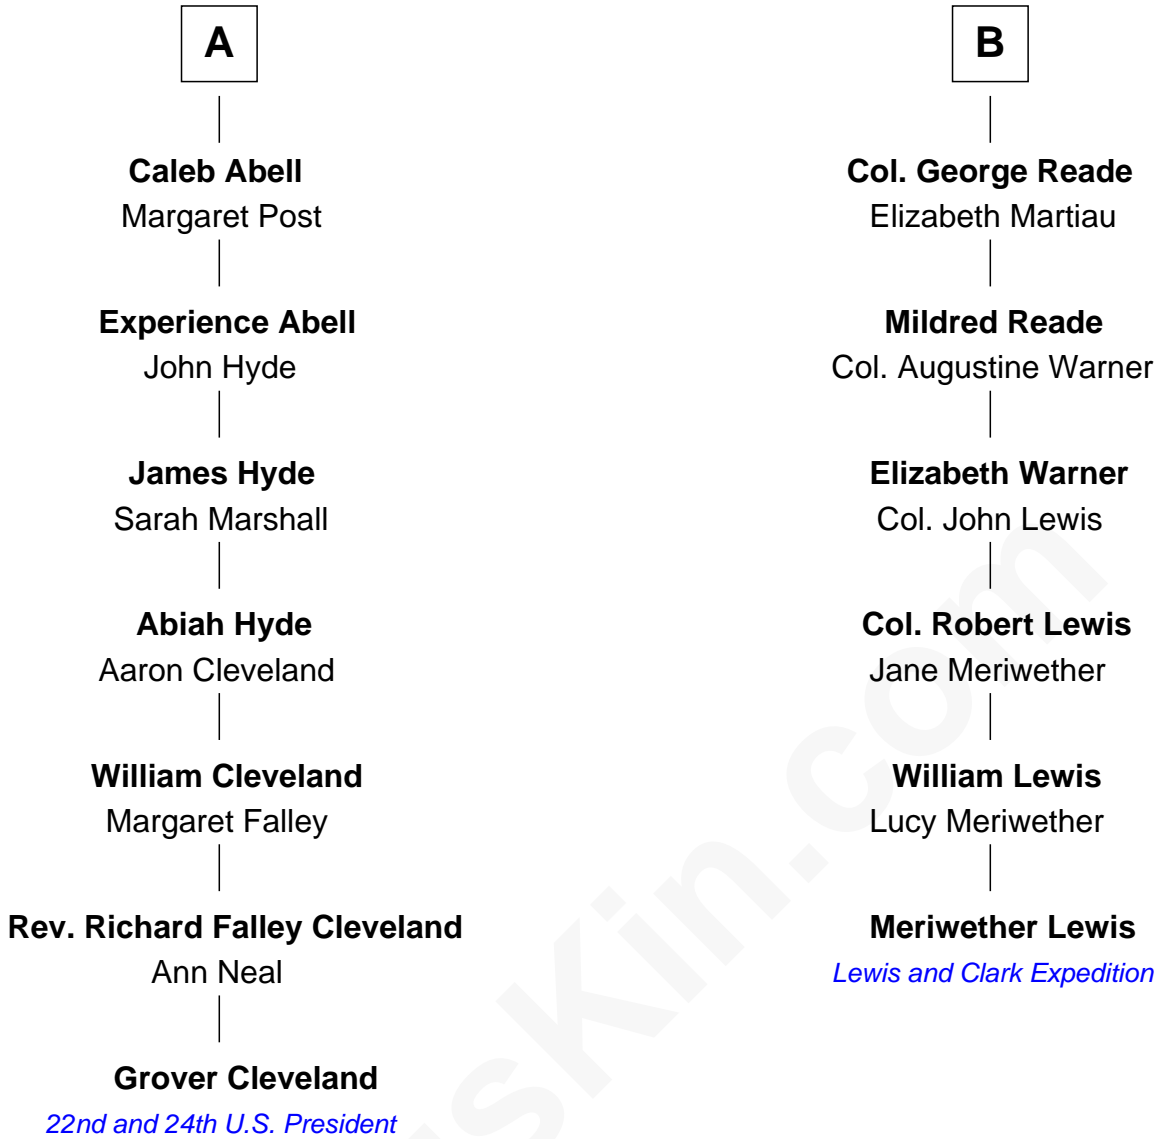 A
Caleb Abell
Margaret Post
Experience Abell
John Hyde
James Hyde
Sarah Marshall
Abiah Hyde
Aaron Cleveland
William Cleveland
Margaret Falley
Rev. Richard Falley Cleveland
Ann Neal
Grover Cleveland
22nd and 24th U.S. President
B
Col. George Reade
Elizabeth Martiau
Mildred Reade
Col. Augustine Warner
Elizabeth Warner
Col. John Lewis
Col. Robert Lewis
Jane Meriwether
William Lewis
Lucy Meriwether
Meriwether Lewis
Lewis and Clark Expedition
usKin.com